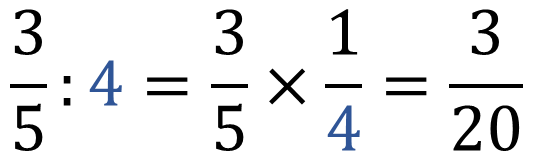 3/5 : 4 = 3/5 × 1/4 = 3/20